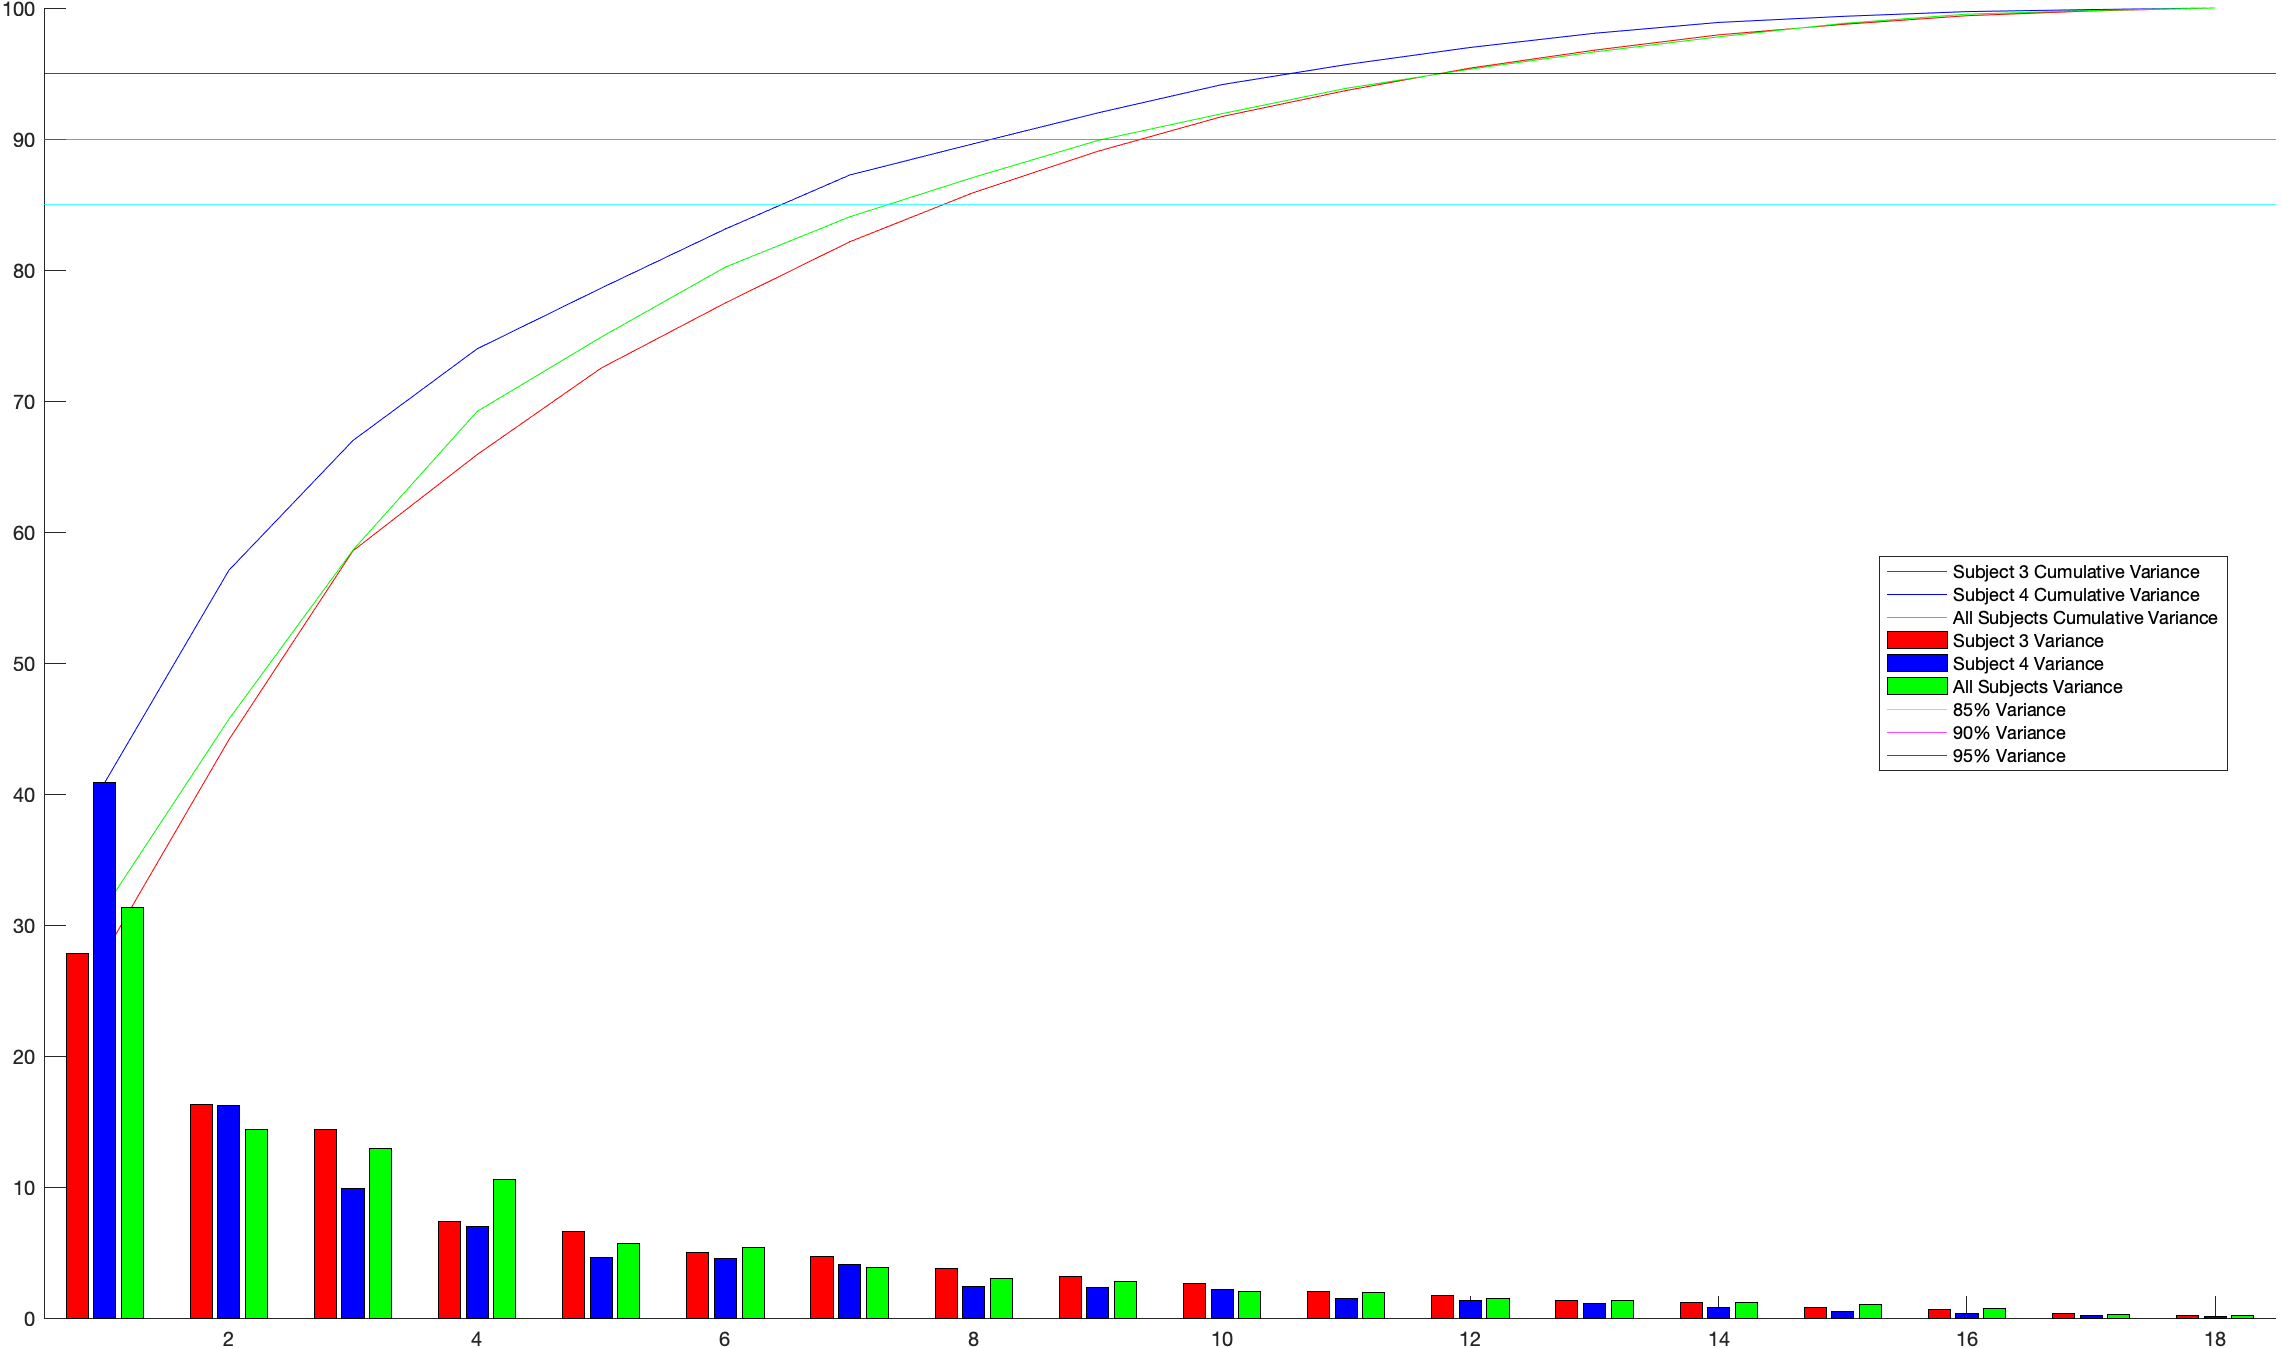 100
90
80
70
60
50
40
30
20
10
0
2 4 6 8 10 12 14 16 18
Subject 3 Cumulative Variance
Subject 4 Cumulative Variance
All Subjects Cumulative Variance
Subject 3 Variance
Subject 4 Variance
All Subjects Variance
85% Variance
90% Variance
95% Variance